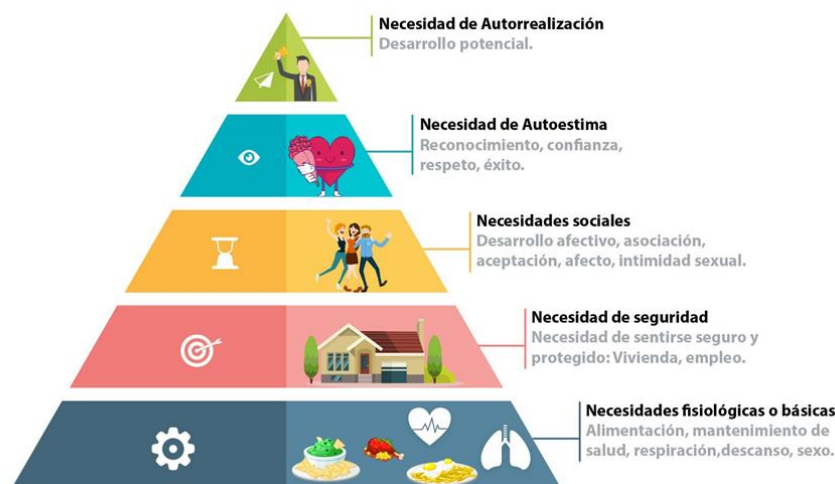 Necesidad de Autorrealización
Desarrollo potencial.
Necesidad de Autoestima
Reconocimiento, confianza,
respeto, éxito.
Necesidades sociales
Desarrollo afectivo, asociación,
aceptación, afecto, intimidad sexual.
Necesidad de seguridad
Necesidad de sentirse seguro y
protegido: Vivienda, empleo.
Necesidades fisiológicas o básicas
Alimentación, mantenimiento de
salud, respiración,descanso, sexo.